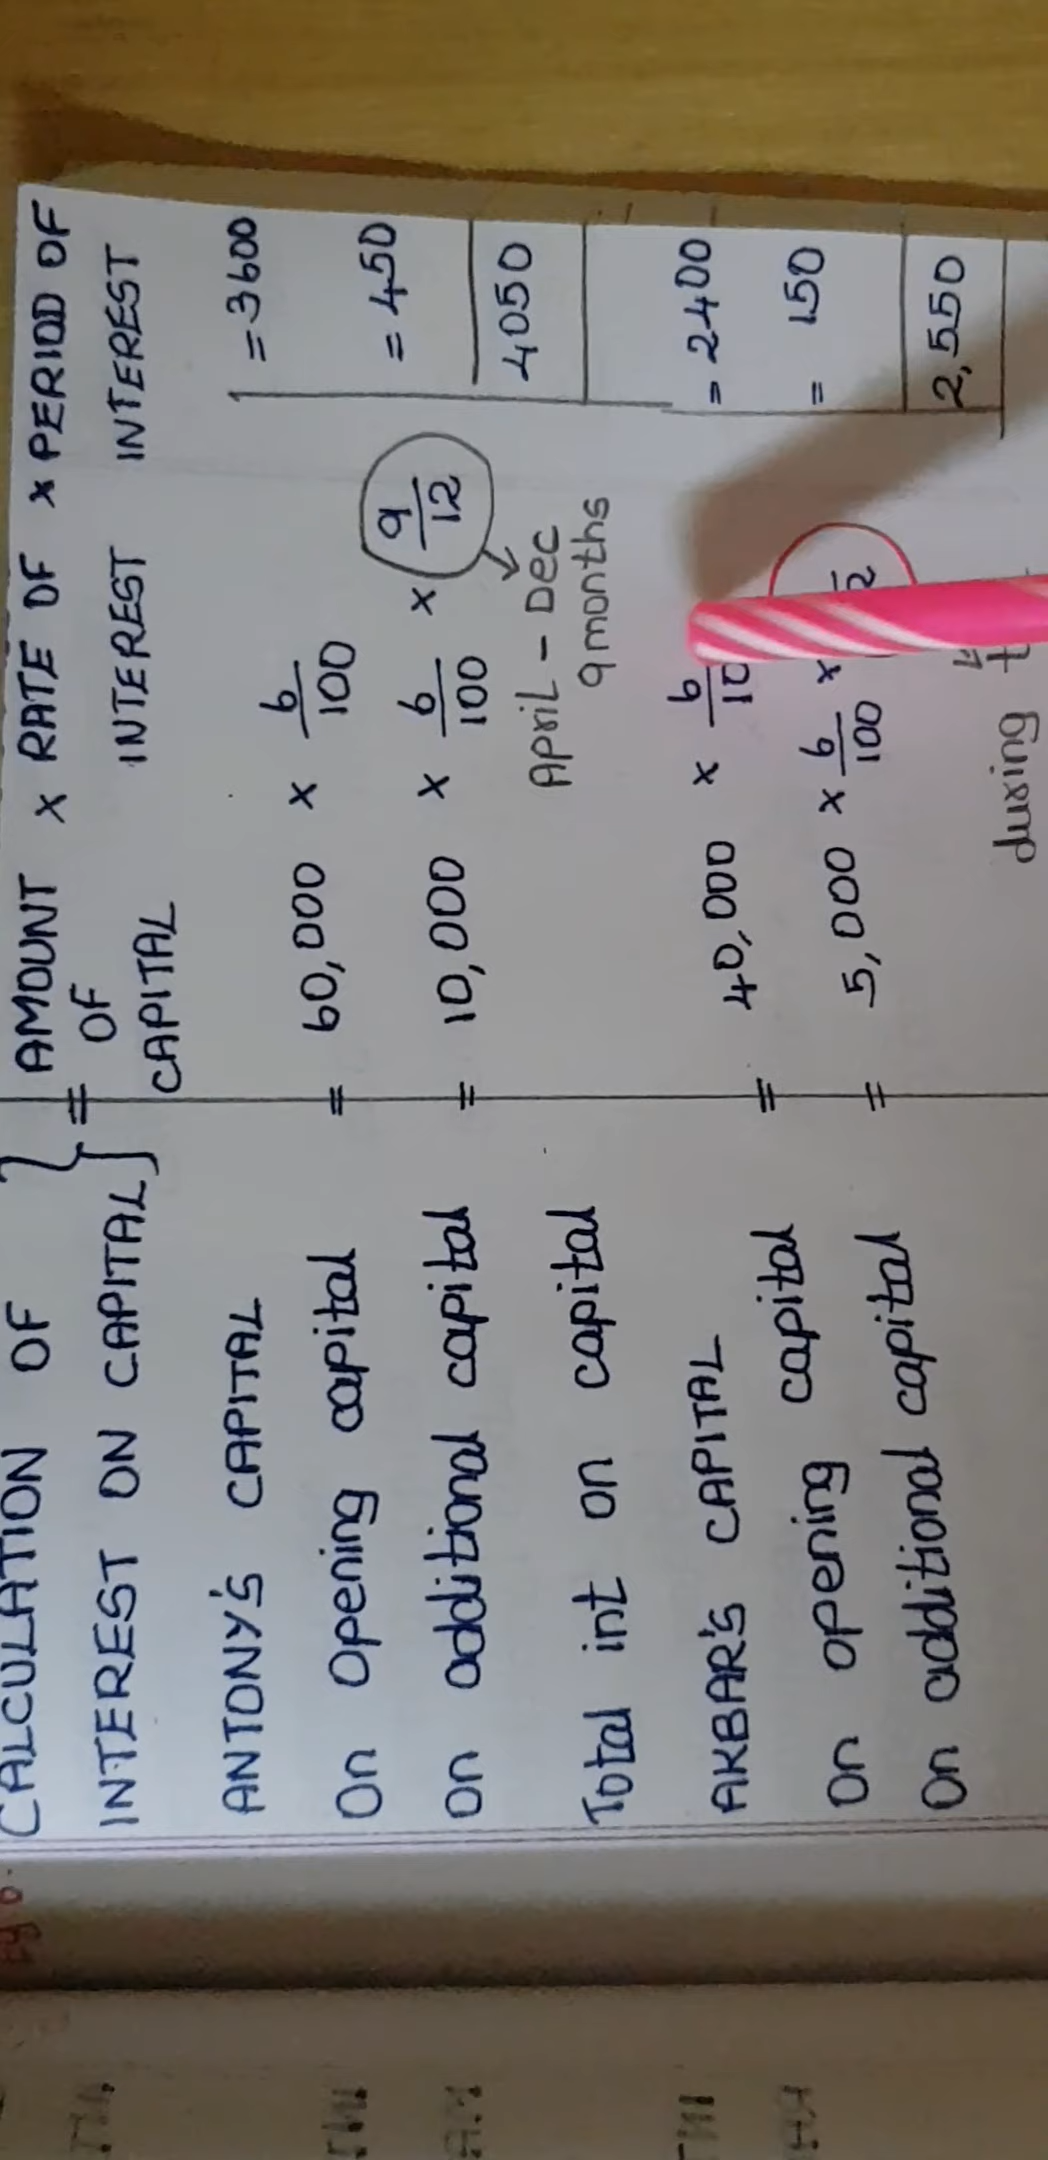 CALCULATION OF } = AMOUNT x RATE OF x PERIOD OF
INTEREST ON CAPITAL] OF INTEREST INTEREST
CAPITAL
ANTONY'S CAPITAL
On opening capital = 60,000 x 6/100 = 3600
On additional capital = 10,000 x 6/100 x 9/12 = 450
April - Dec
9 months
Total int on capital 4050
AKBAR'S CAPITAL
On opening capital = 40,000 x 6/10 = 2400
On additional capital = 5,000 x 6/100 x = 150
2,550
during